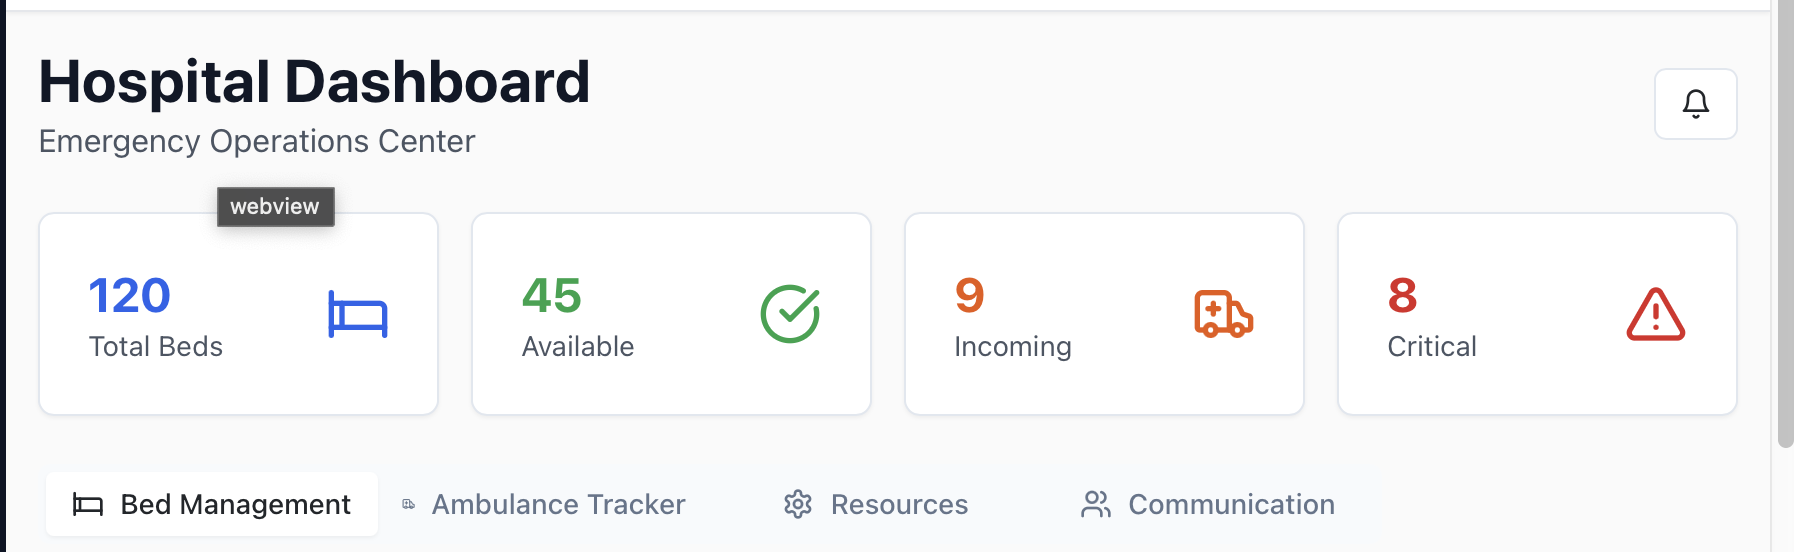 Hospital Dashboard
Emergency Operations Center
webview
120
Total Beds
45
Available
9
Incoming
8
Critical
Bed Management
Ambulance Tracker
Resources
Communication